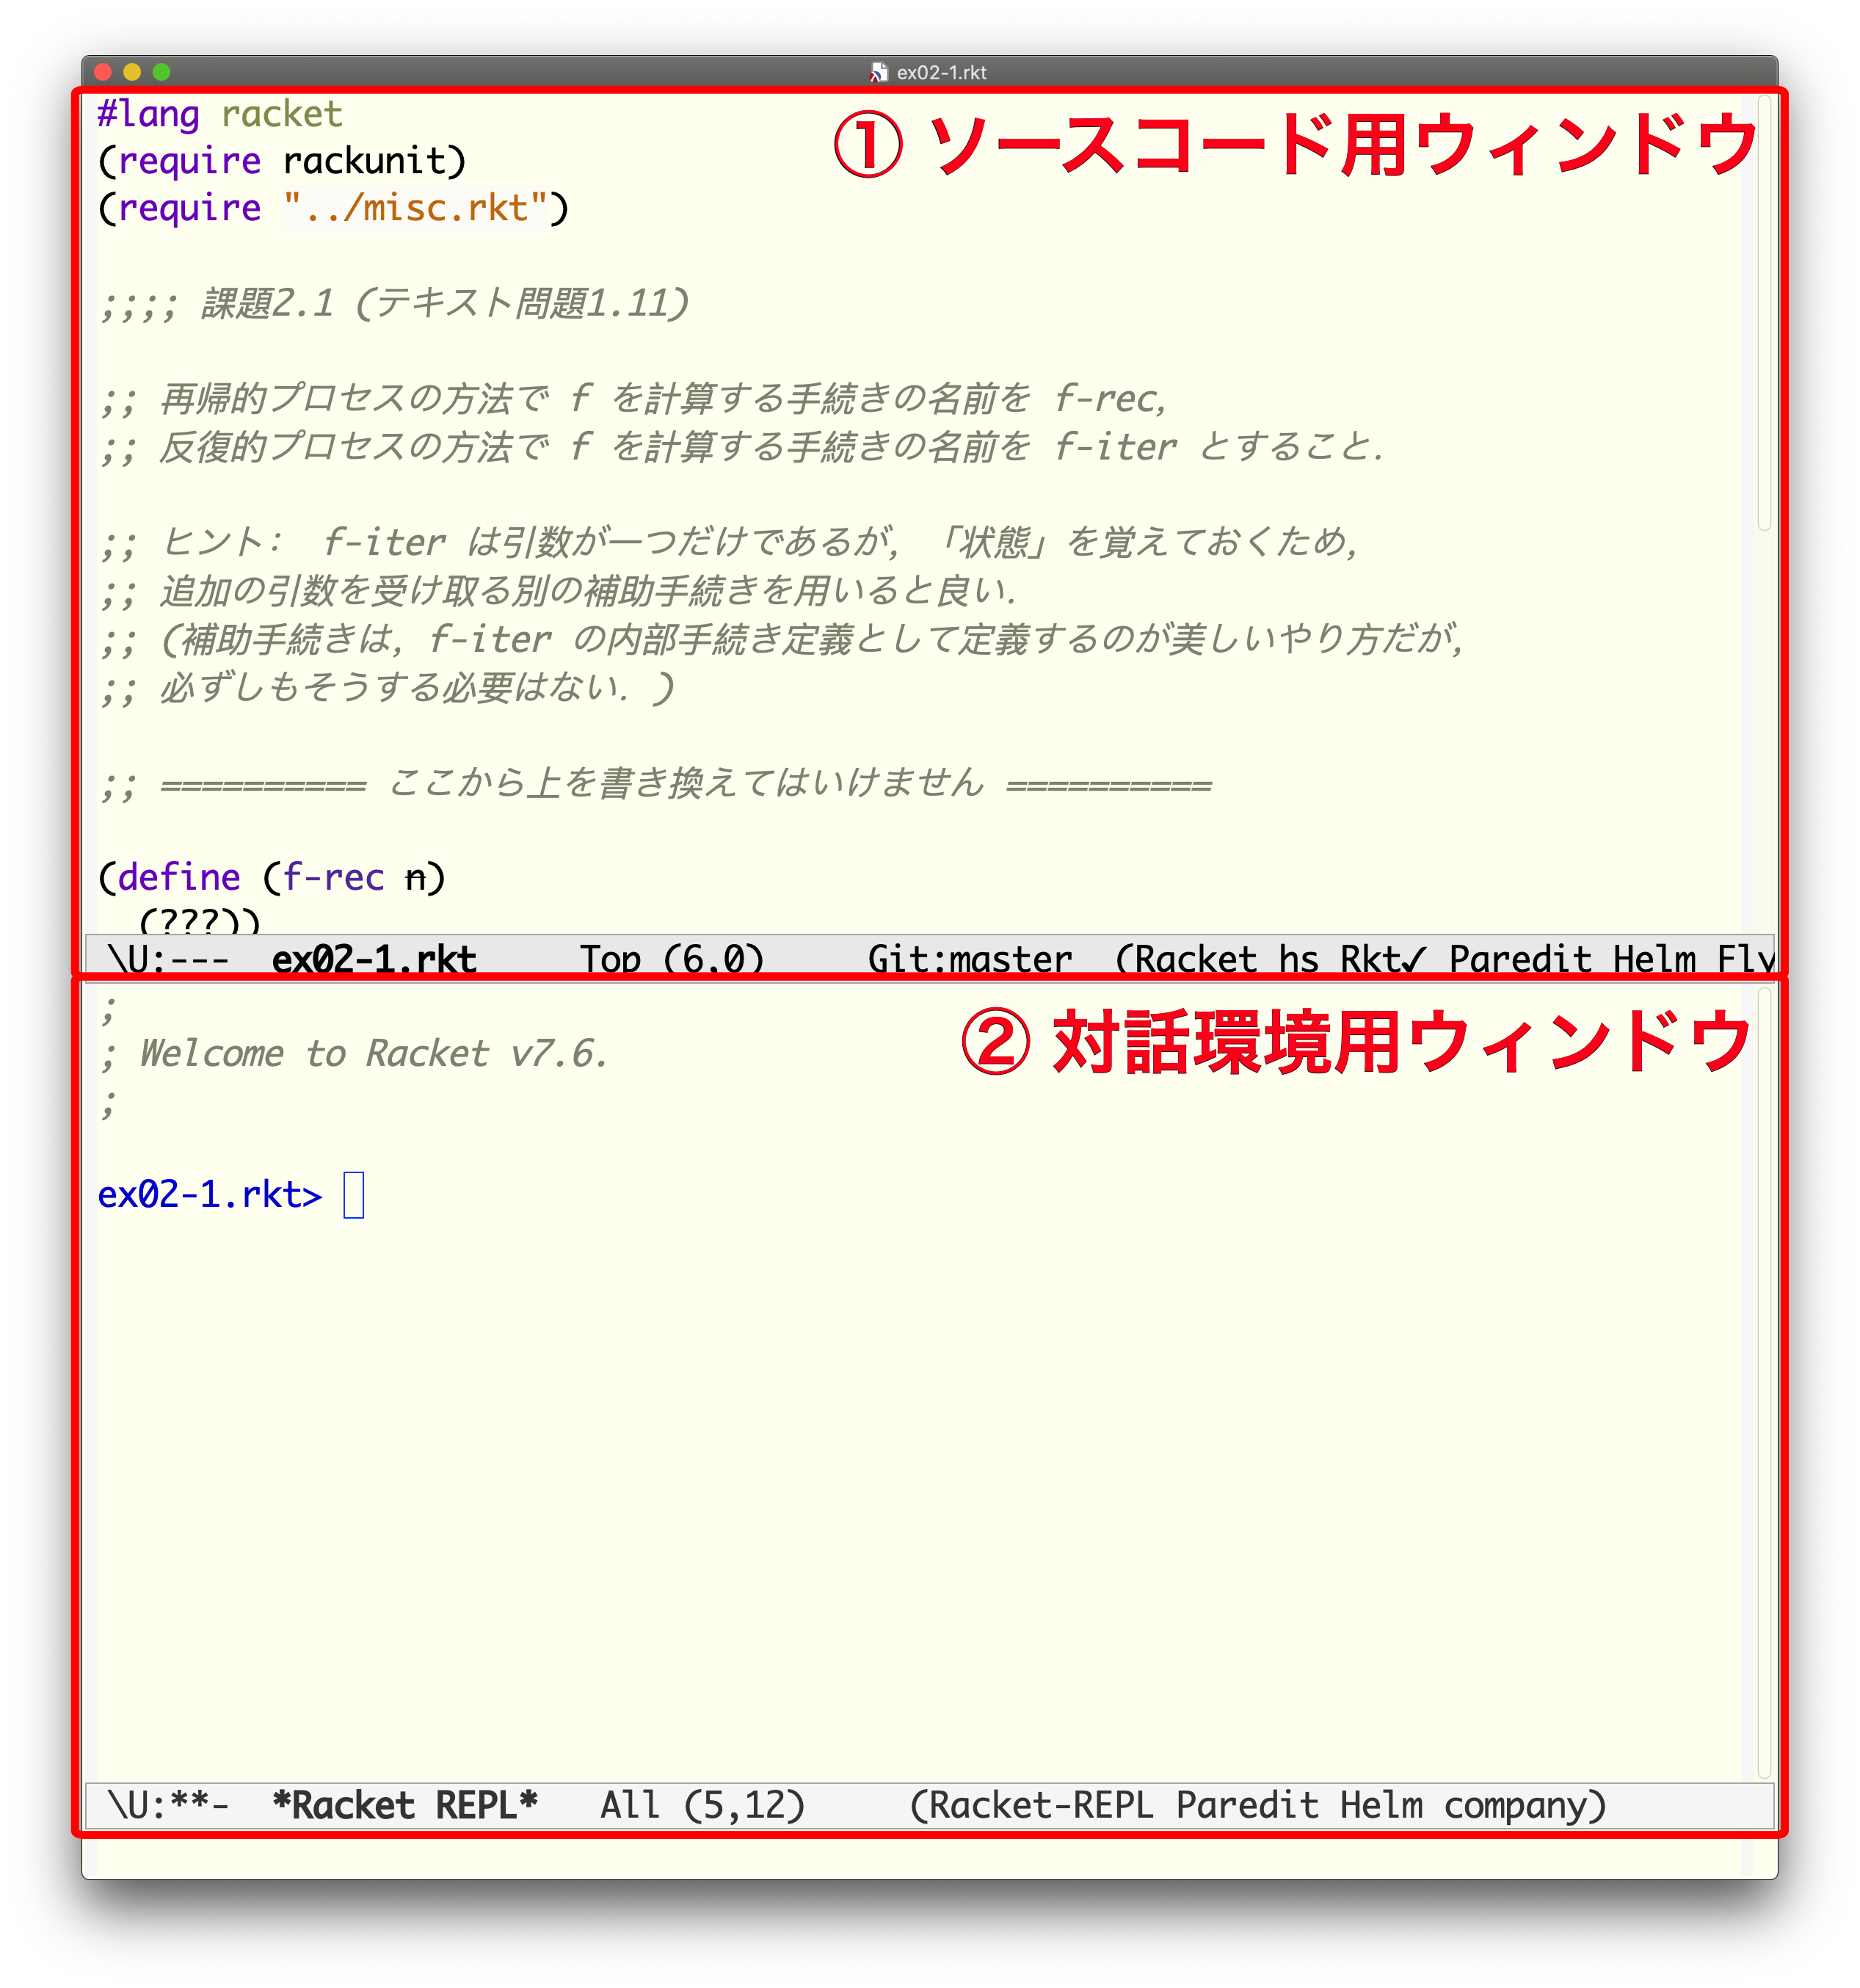 ex02-1.rkt
#lang racket
① ソースコード用ウィンドウ
(require rackunit)
(require "../misc.rkt")
;;;; 課題2.1 (テキスト問題1.11)
;; 再帰的プロセスの方法で f を計算する手続きの名前を f-rec，
;; 反復的プロセスの方法で f を計算する手続きの名前を f-iter とすること．
;; ヒント： f-iter は引数が一つだけであるが，「状態」を覚えておくため，
;; 追加の引数を受け取る別の補助手続きを用いると良い．
;; (補助手続きは，f-iter の内部手続き定義として定義するのが美しいやり方だが，
;; 必ずしもそうする必要はない．)
;; ========== ここから上を書き換えてはいけません ==========
(define (f-rec n)
(???))
\U:--- ex02-1.rkt Top (6,0) Git:master (Racket hs Rkt✓ Paredit Helm Fly
;
② 対話環境用ウィンドウ
; Welcome to Racket v7.6.
;
ex02-1.rkt>
\U:**- *Racket REPL* All (5,12) (Racket-REPL Paredit Helm company)